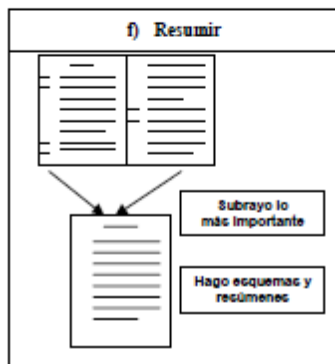 f) Resumir
Subrayo lo
más importante
Hago esquemas y
resúmenes